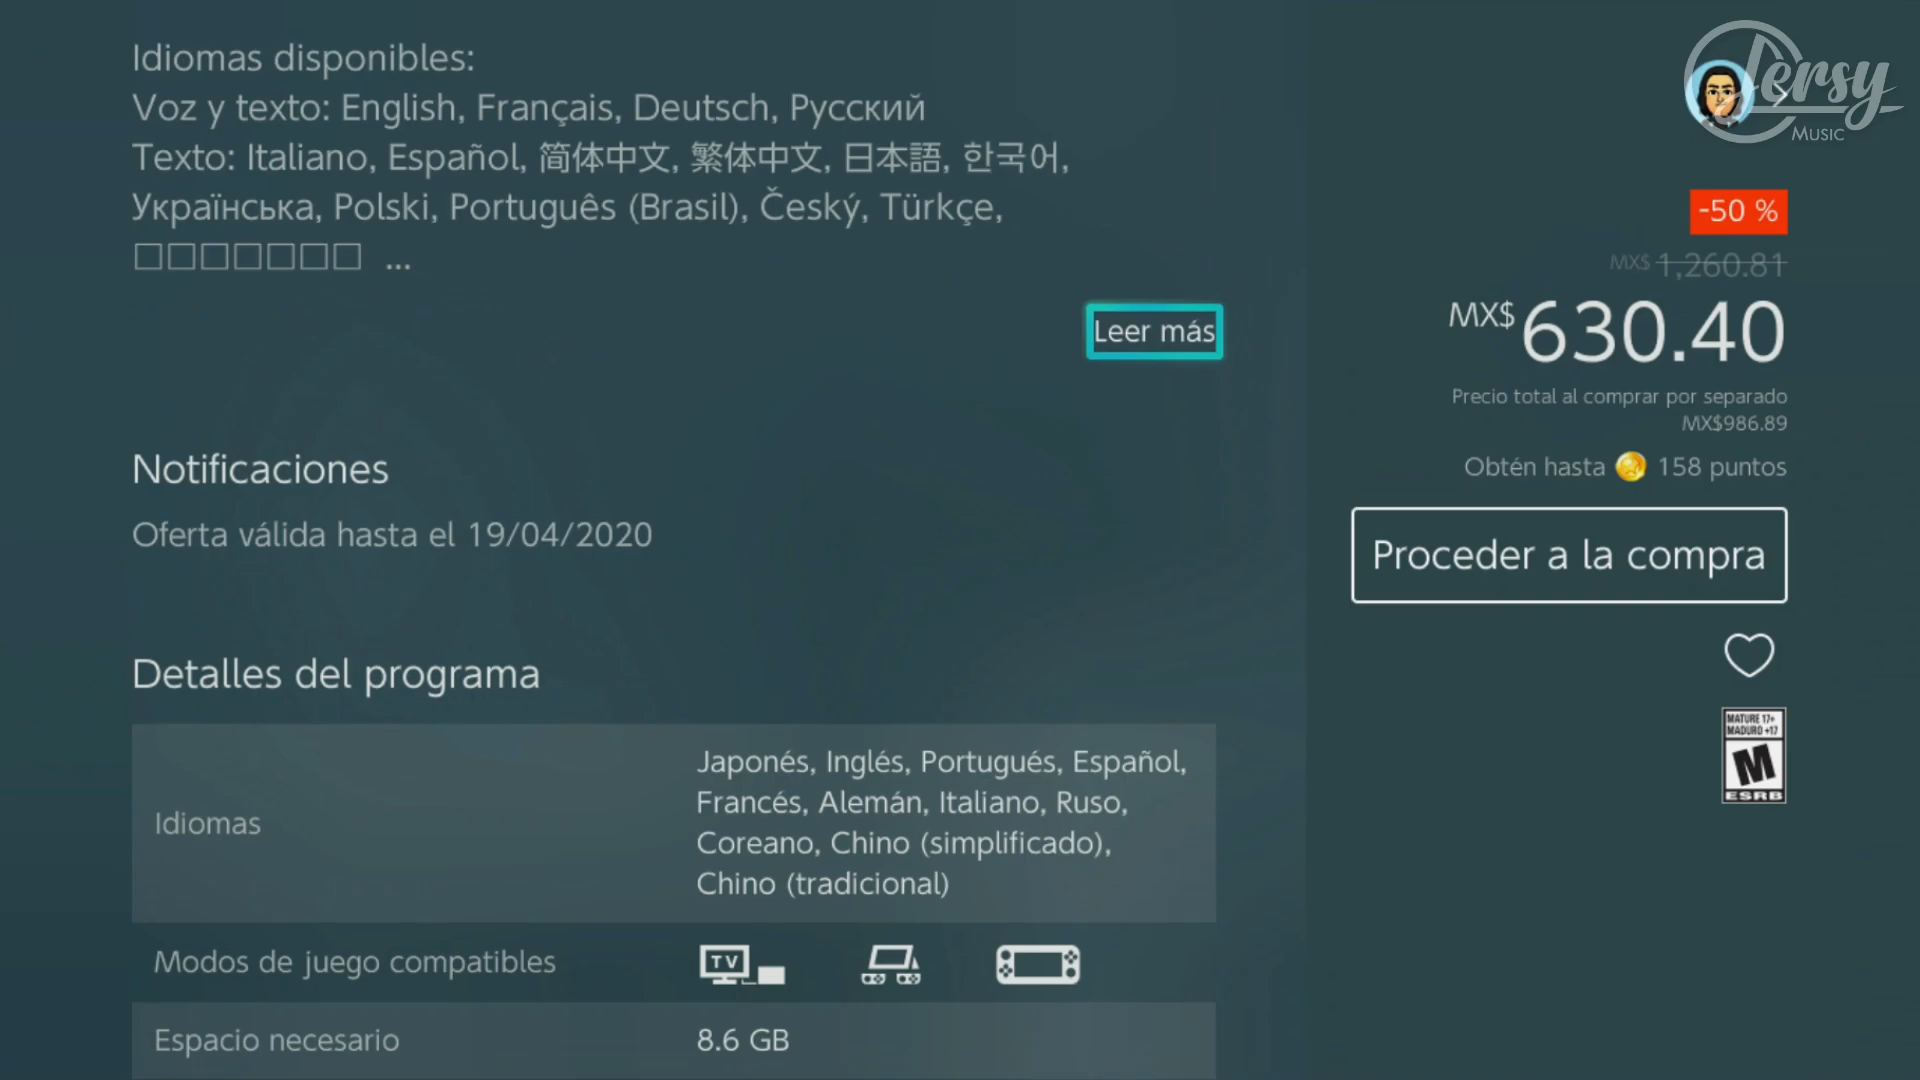 Idiomas disponibles:
Voz y texto: English, Français, Deutsch, Русский
Texto: Italiano, Español, 简体中文, 繁体中文, 日本語, 한국어,
Українська, Polski, Português (Brasil), Český, Türkçe,
□□□□□□□ ...
Leer más
Notificaciones
Oferta válida hasta el 19/04/2020
Detalles del programa
Idiomas
Japonés, Inglés, Portugués, Español,
Francés, Alemán, Italiano, Ruso,
Coreano, Chino (simplificado),
Chino (tradicional)
Modos de juego compatibles
TV
Espacio necesario
8.6 GB
Jersy
Music
-50 %
MX$ 1,260.81
MX$ 630.40
Precio total al comprar por separado
MX$986.89
Obtén hasta 158 puntos
Proceder a la compra
MATURE 17+
MADURO +17
M
ESRB